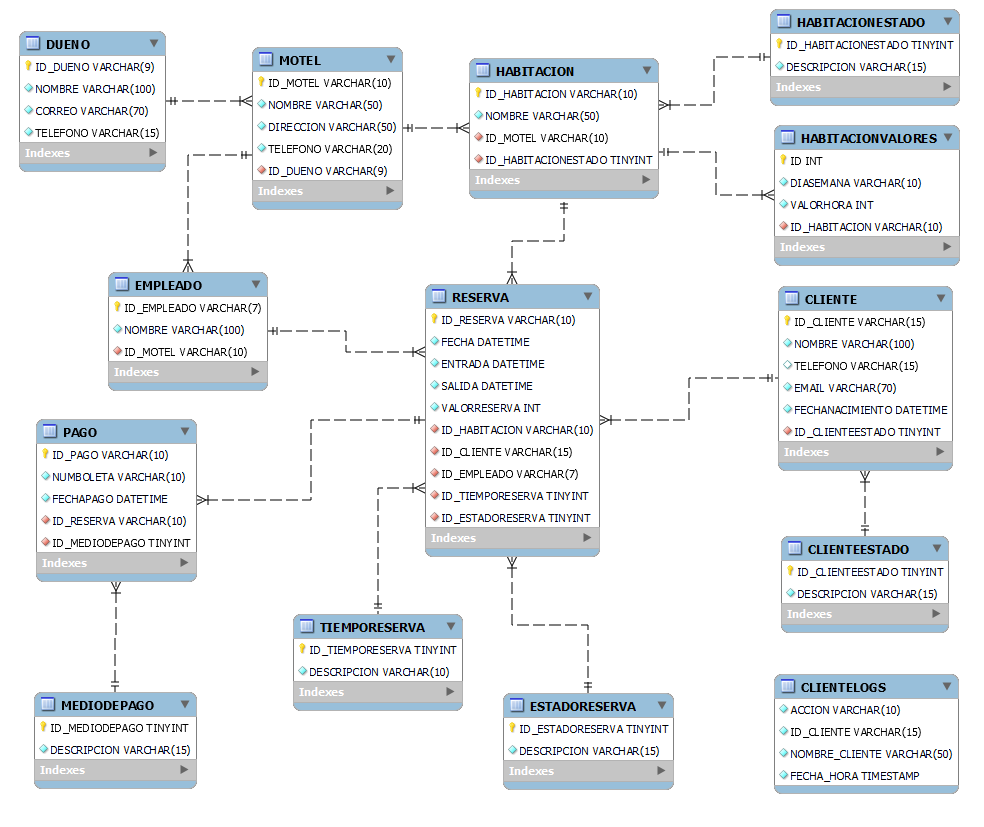 DUENO
ID_DUENO VARCHAR(9)
NOMBRE VARCHAR(100)
CORREO VARCHAR(70)
TELEFONO VARCHAR(15)
Indexes
MOTEL
ID_MOTEL VARCHAR(10)
NOMBRE VARCHAR(50)
DIRECCION VARCHAR(50)
TELEFONO VARCHAR(20)
ID_DUENO VARCHAR(9)
Indexes
HABITACION
ID_HABITACION VARCHAR(10)
NOMBRE VARCHAR(50)
ID_MOTEL VARCHAR(10)
ID_HABITACIONESTADO TINYINT
Indexes
HABITACIONESTADO
ID_HABITACIONESTADO TINYINT
DESCRIPCION VARCHAR(15)
Indexes
HABITACIONVALORES
ID INT
DIASEMANA VARCHAR(10)
VALORHORA INT
ID_HABITACION VARCHAR(10)
Indexes
EMPLEADO
ID_EMPLEADO VARCHAR(7)
NOMBRE VARCHAR(100)
ID_MOTEL VARCHAR(10)
Indexes
RESERVA
ID_RESERVA VARCHAR(10)
FECHA DATETIME
ENTRADA DATETIME
SALIDA DATETIME
VALORRESERVA INT
ID_HABITACION VARCHAR(10)
ID_CLIENTE VARCHAR(15)
ID_EMPLEADO VARCHAR(7)
ID_TIEMPORESERVA TINYINT
ID_ESTADORESERVA TINYINT
Indexes
CLIENTE
ID_CLIENTE VARCHAR(15)
NOMBRE VARCHAR(100)
TELEFONO VARCHAR(15)
EMAIL VARCHAR(70)
FECHANACIMIENTO DATETIME
ID_CLIENTEESTADO TINYINT
Indexes
PAGO
ID_PAGO VARCHAR(10)
NUMBOLETA VARCHAR(10)
FECHAPAGO DATETIME
ID_RESERVA VARCHAR(10)
ID_MEDIODEPAGO TINYINT
Indexes
CLIENTEESTADO
ID_CLIENTEESTADO TINYINT
DESCRIPCION VARCHAR(15)
Indexes
TIEMPORESERVA
ID_TIEMPORESERVA TINYINT
DESCRIPCION VARCHAR(10)
Indexes
MEDIODEPAGO
ID_MEDIODEPAGO TINYINT
DESCRIPCION VARCHAR(15)
Indexes
ESTADORESERVA
ID_ESTADORESERVA TINYINT
DESCRIPCION VARCHAR(15)
Indexes
CLIENTELOGS
ACCION VARCHAR(10)
ID_CLIENTE VARCHAR(15)
NOMBRE_CLIENTE VARCHAR(50)
FECHA_HORA TIMESTAMP